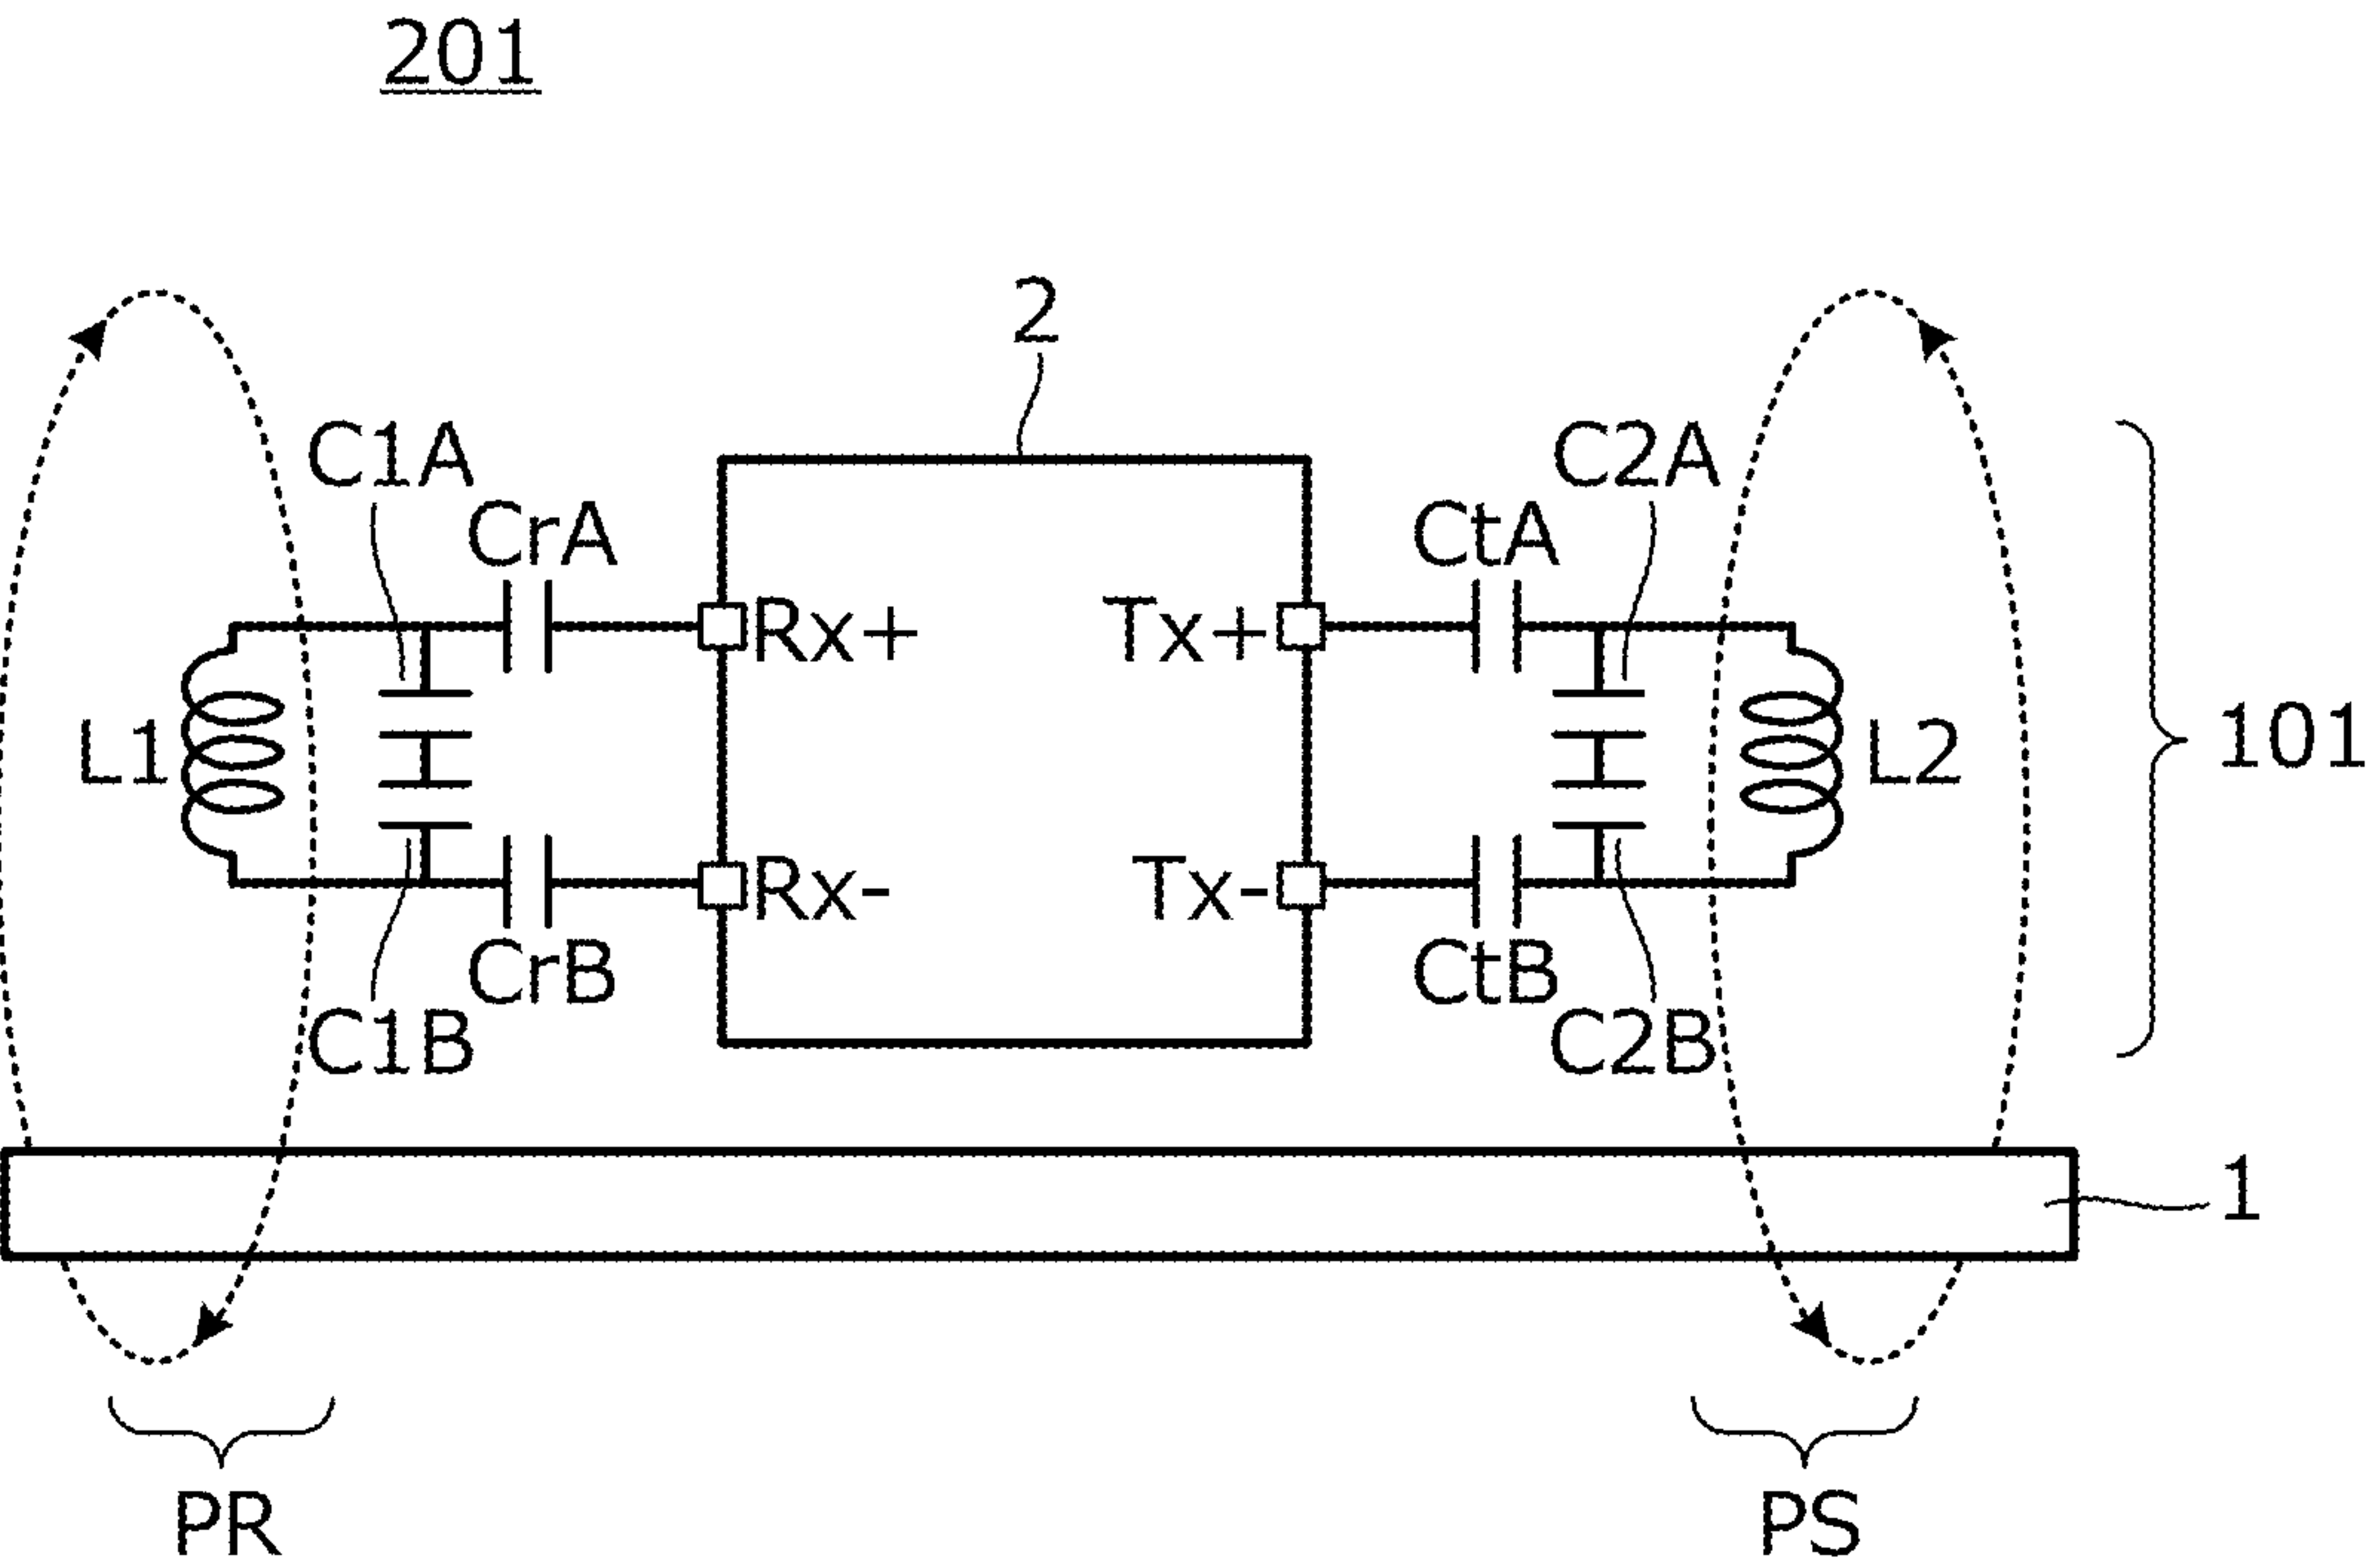 201
2
C1A
C2A
CrA
CtA
Rx+
Tx+
L1
L2
101
Rx-
Tx-
CrB
CtB
C1B
C2B
1
PR
PS